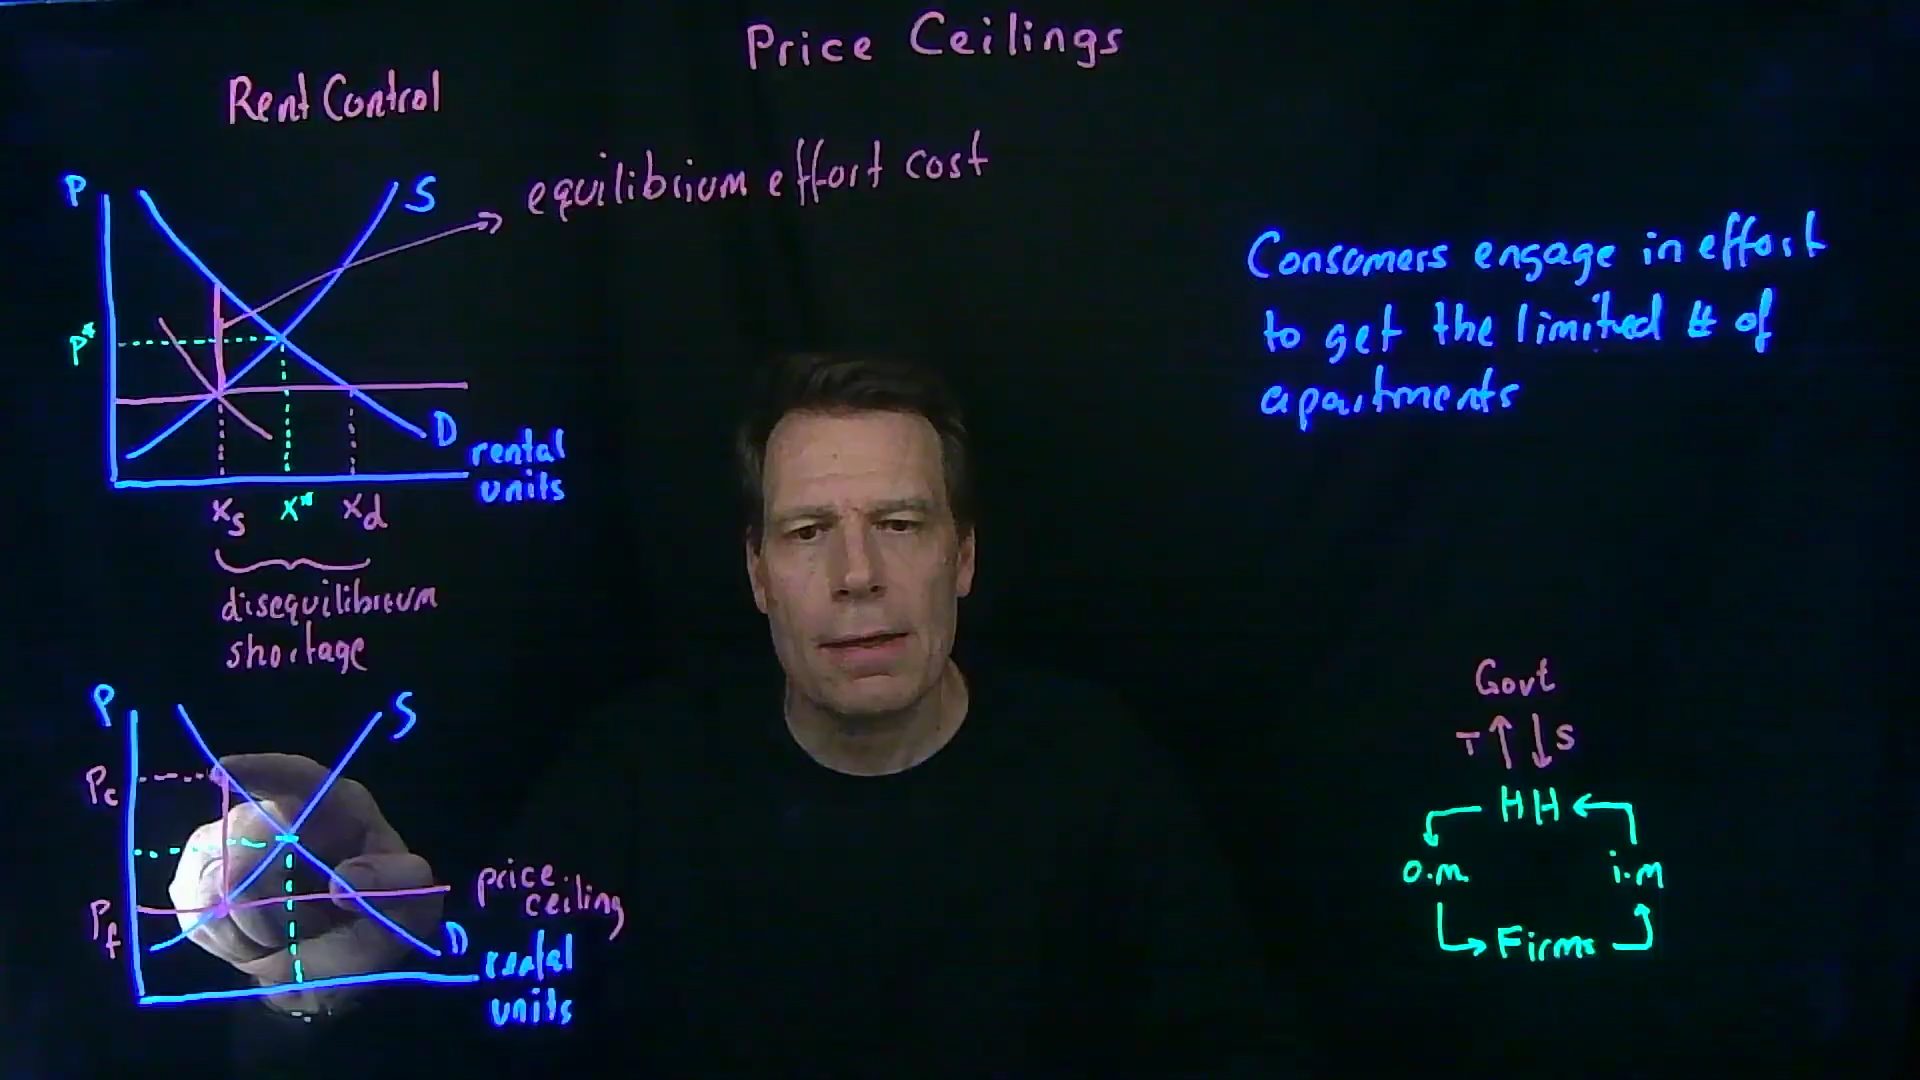 Price Ceilings
Rent Control
equilibrium effort cost
P
S
P*
D
rental
units
xs
x*
xd
disequilibrium
shortage
Consumers engage in effort
to get the limited # of
apartments
P
S
Pc
Pf
price
ceiling
D
rental
units
Govt
T
S
HH
o.m.
i.m
Firms